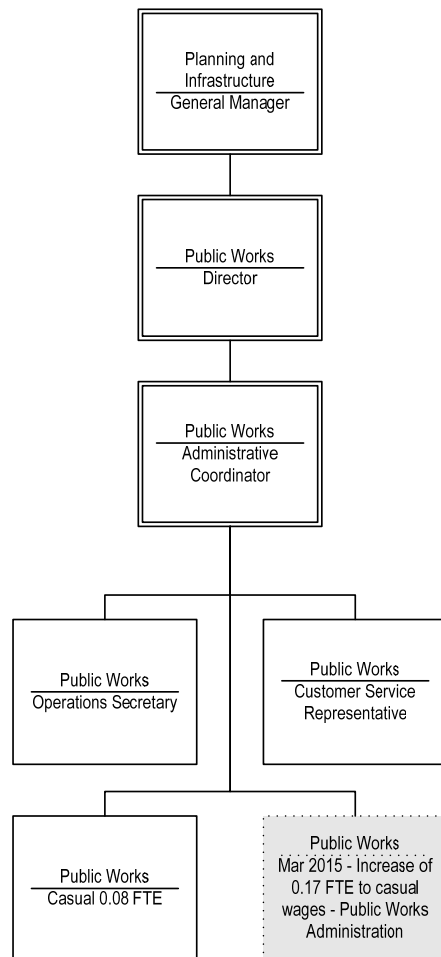 Planning and
Infrastructure
General Manager
Public Works
Director
Public Works
Administrative
Coordinator
Public Works
Operations Secretary
Public Works
Customer Service
Representative
Public Works
Casual 0.08 FTE
Public Works
Mar 2015 - Increase of
0.17 FTE to casual
wages - Public Works
Administration